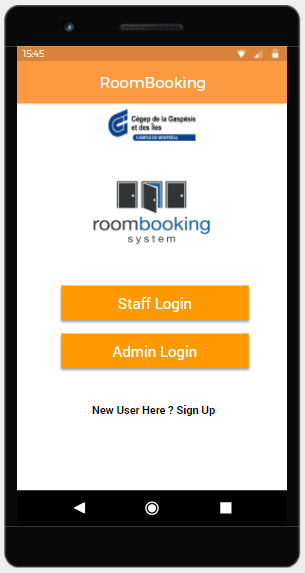 15:45
RoomBooking
Cégep de la Gaspésie
et des Îles
CAMPUS DE MONTRÉAL
roombooking
system
Staff Login
Admin Login
New User Here ? Sign Up